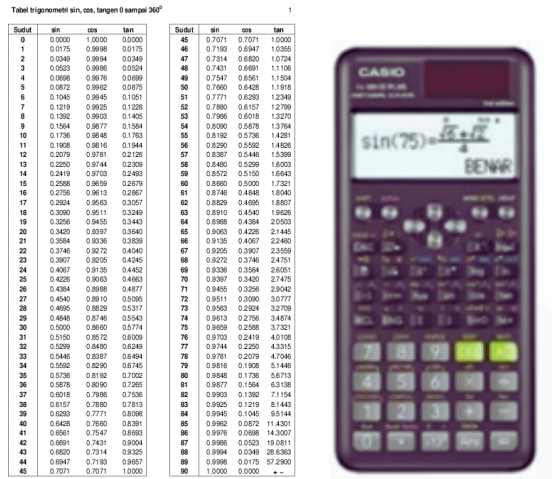 Tabel trigonometri sin, cos, tangen 0 sampai 360° 1
Sudut sin cos tan
0 0.0000 1.0000 0.0000
1 0.0175 0.9998 0.0175
2 0.0349 0.9994 0.0349
3 0.0523 0.9986 0.0524
4 0.0698 0.9976 0.0699
5 0.0872 0.9962 0.0875
6 0.1045 0.9945 0.1051
7 0.1219 0.9925 0.1228
8 0.1392 0.9903 0.1405
9 0.1564 0.9877 0.1584
10 0.1736 0.9848 0.1763
11 0.1908 0.9816 0.1944
12 0.2079 0.9781 0.2126
13 0.2250 0.9744 0.2309
14 0.2419 0.9703 0.2493
15 0.2588 0.9659 0.2679
16 0.2756 0.9613 0.2867
17 0.2924 0.9563 0.3057
18 0.3090 0.9511 0.3249
19 0.3256 0.9455 0.3443
20 0.3420 0.9397 0.3640
21 0.3584 0.9336 0.3839
22 0.3746 0.9272 0.4040
23 0.3907 0.9205 0.4245
24 0.4067 0.9135 0.4452
25 0.4226 0.9063 0.4663
26 0.4384 0.8988 0.4877
27 0.4540 0.8910 0.5095
28 0.4695 0.8829 0.5317
29 0.4848 0.8746 0.5543
30 0.5000 0.8660 0.5774
31 0.5150 0.8572 0.6009
32 0.5299 0.8480 0.6249
33 0.5446 0.8387 0.6494
34 0.5592 0.8290 0.6745
35 0.5736 0.8192 0.7002
36 0.5878 0.8090 0.7265
37 0.6018 0.7986 0.7536
38 0.6157 0.7880 0.7813
39 0.6293 0.7771 0.8098
40 0.6428 0.7660 0.8391
41 0.6561 0.7547 0.8693
42 0.6691 0.7431 0.9004
43 0.6820 0.7314 0.9325
44 0.6947 0.7193 0.9657
45 0.7071 0.7071 1.0000
Sudut sin cos tan
45 0.7071 0.7071 1.0000
46 0.7193 0.6947 1.0355
47 0.7314 0.6820 1.0724
48 0.7431 0.6691 1.1106
49 0.7547 0.6561 1.1504
50 0.7660 0.6428 1.1918
51 0.7771 0.6293 1.2349
52 0.7880 0.6157 1.2799
53 0.7986 0.6018 1.3270
54 0.8090 0.5878 1.3764
55 0.8192 0.5736 1.4281
56 0.8290 0.5592 1.4826
57 0.8387 0.5446 1.5399
58 0.8480 0.5299 1.6003
59 0.8572 0.5150 1.6643
60 0.8660 0.5000 1.7321
61 0.8746 0.4848 1.8040
62 0.8829 0.4695 1.8807
63 0.8910 0.4540 1.9626
64 0.8988 0.4384 2.0503
65 0.9063 0.4226 2.1445
66 0.9135 0.4067 2.2460
67 0.9205 0.3907 2.3559
68 0.9272 0.3746 2.4751
69 0.9336 0.3584 2.6051
70 0.9397 0.3420 2.7475
71 0.9455 0.3256 2.9042
72 0.9511 0.3090 3.0777
73 0.9563 0.2924 3.2709
74 0.9613 0.2756 3.4874
75 0.9659 0.2588 3.7321
76 0.9703 0.2419 4.0108
77 0.9744 0.2250 4.3315
78 0.9781 0.2079 4.7046
79 0.9816 0.1908 5.1446
80 0.9848 0.1736 5.6713
81 0.9877 0.1564 6.3138
82 0.9903 0.1392 7.1154
83 0.9925 0.1219 8.1443
84 0.9945 0.1045 9.5144
85 0.9962 0.0872 11.4301
86 0.9976 0.0698 14.3007
87 0.9986 0.0523 19.0811
88 0.9994 0.0349 28.6363
89 0.9998 0.0175 57.2900
90 1.0000 0.0000 + ~
CASIO
sin(75)=(√6+√2)/4
BENAR
7 8 9
4 5 6
1 2 3 + −
0 . Ans =